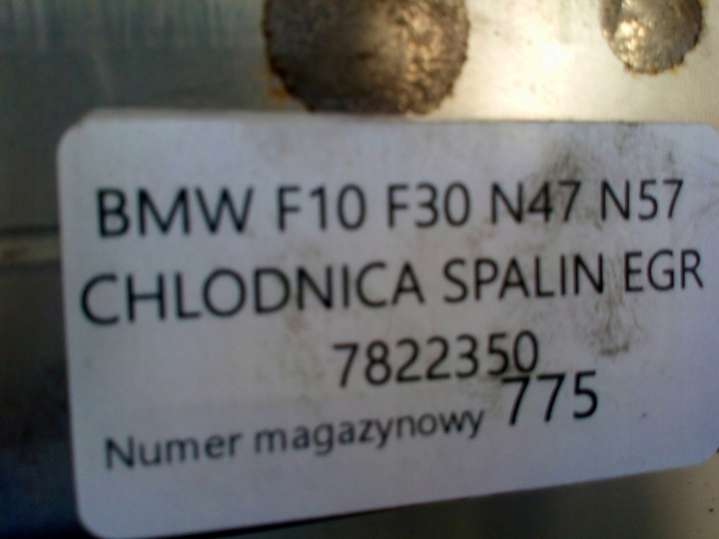 BMW F10 F30 N47 N57
CHLODNICA SPALIN EGR
7822350
Numer magazynowy 775